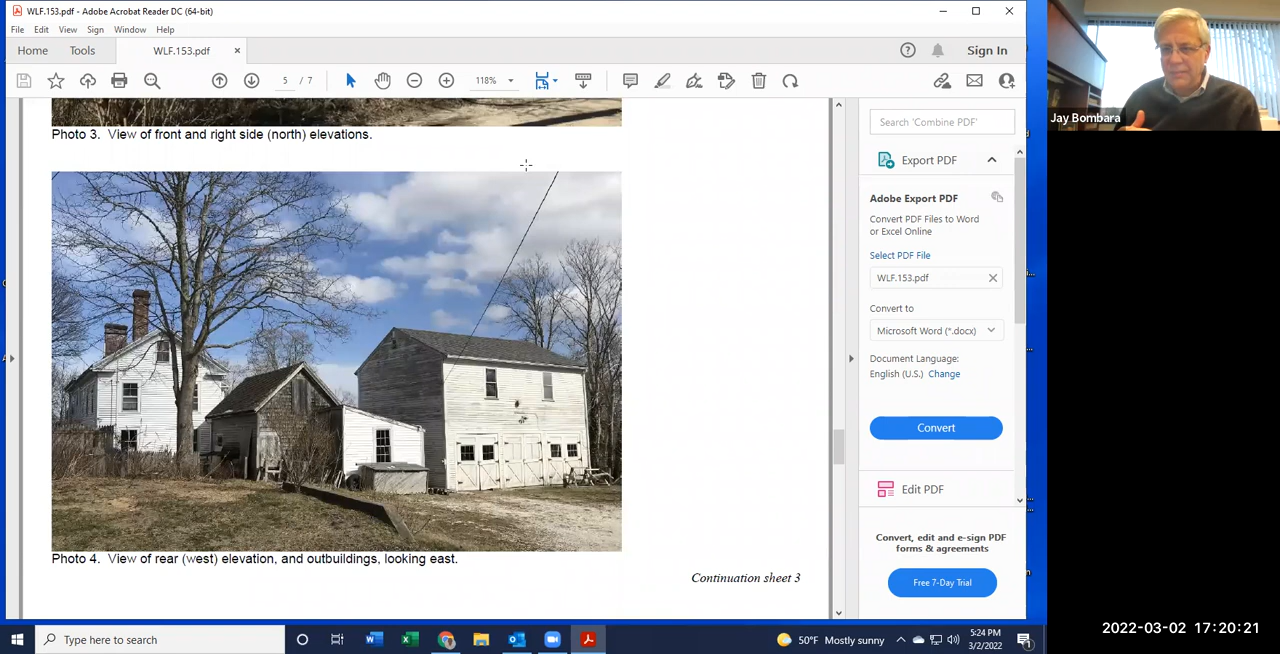 WLF.153.pdf - Adobe Acrobat Reader DC (64-bit)
File Edit View Sign Window Help
Home Tools WLF.153.pdf × Sign In
5 / 7 118%
Photo 3. View of front and right side (north) elevations.
Photo 4. View of rear (west) elevation, and outbuildings, looking east.
Continuation sheet 3
Search 'Combine PDF'
Export PDF
Adobe Export PDF
Convert PDF Files to Word
or Excel Online
Select PDF File
WLF.153.pdf
Convert to
Microsoft Word (*.docx)
Document Language:
English (U.S.) Change
Convert
Edit PDF
Convert, edit and e-sign PDF
forms & agreements
Free 7-Day Trial
Jay Bombara
2022-03-02 17:20:21
Type here to search
50°F Mostly sunny
5:24 PM
3/2/2022
1